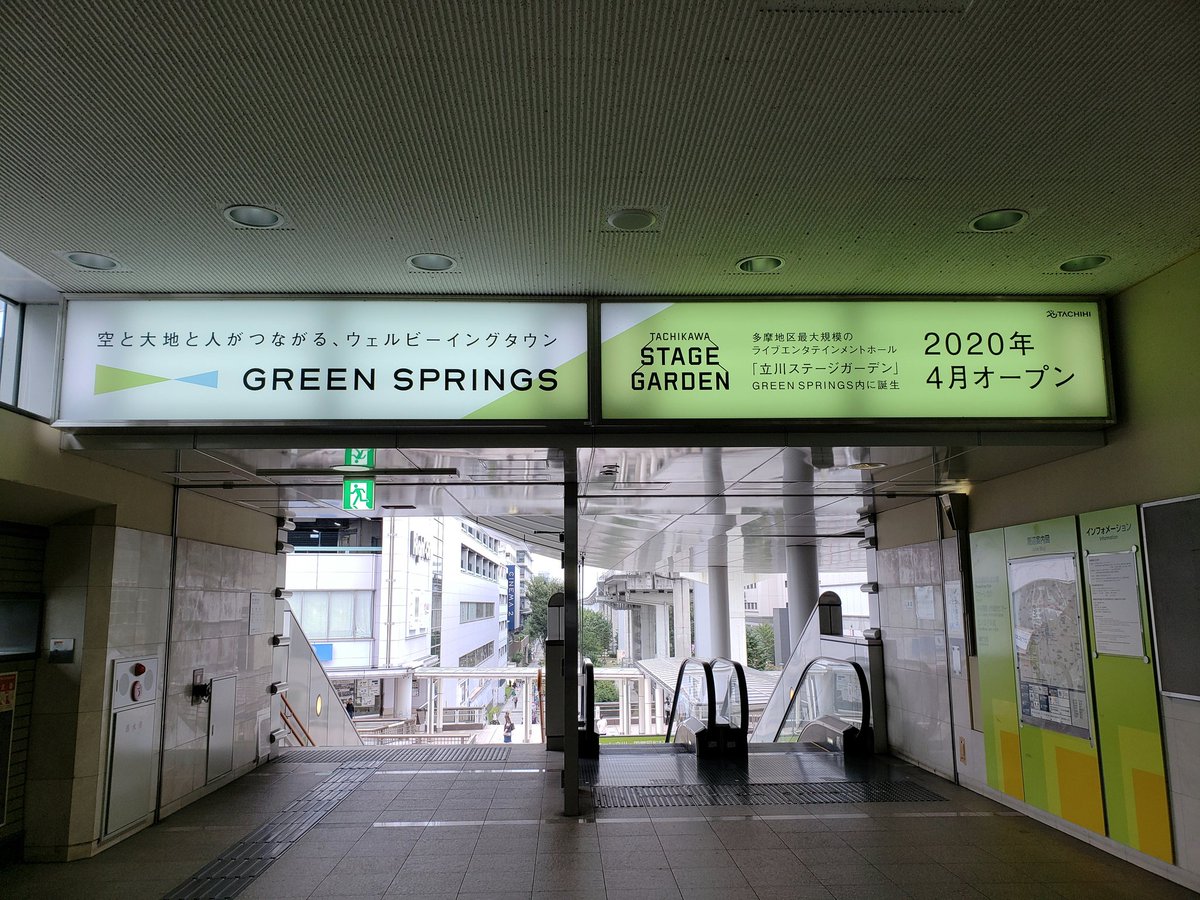 空と大地と人がつながる、ウェルビーイングタウン
GREEN SPRINGS
TACHIKAWA
STAGE
GARDEN
多摩地区最大規模の
ライブエンタテインメントホール
「立川ステージガーデン」
GREEN SPRINGS内に誕生
2020年
4月オープン
TACHIHI
CINEMA 2
インフォメーション
Information